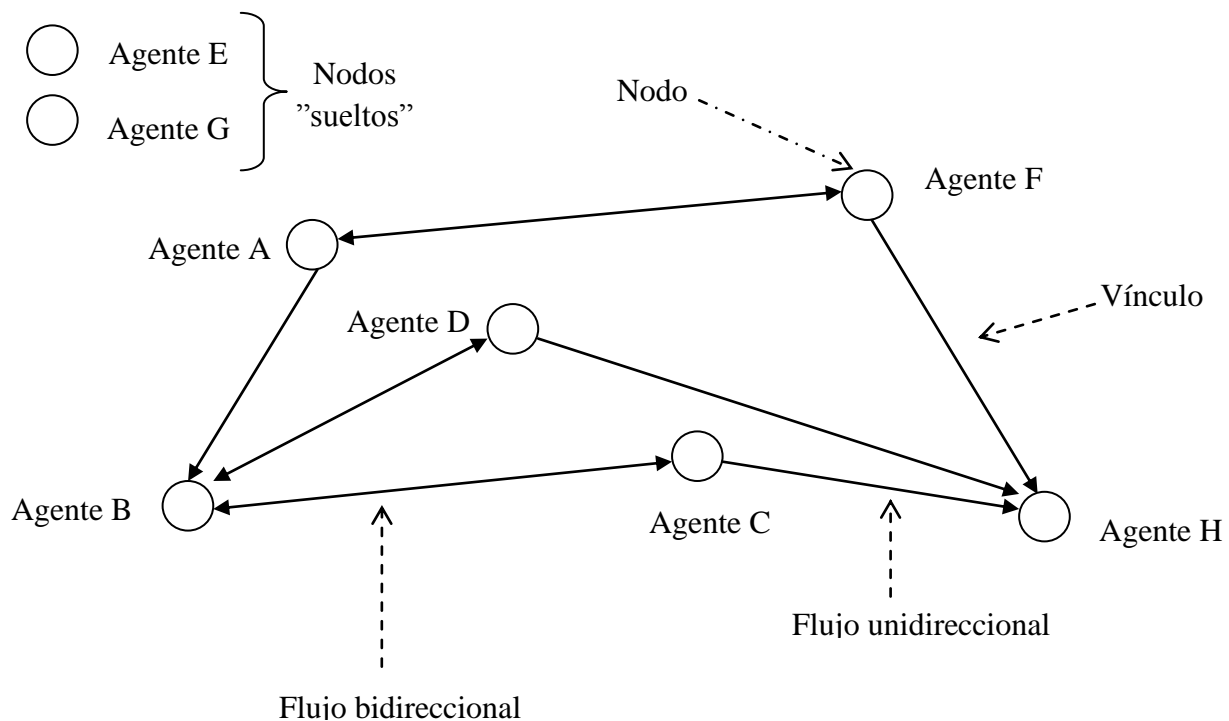 Agente E
Agente G
Nodos
”sueltos”
Nodo
Agente F
Agente A
Vínculo
Agente D
Agente B
Agente C
Agente H
Flujo unidireccional
Flujo bidireccional